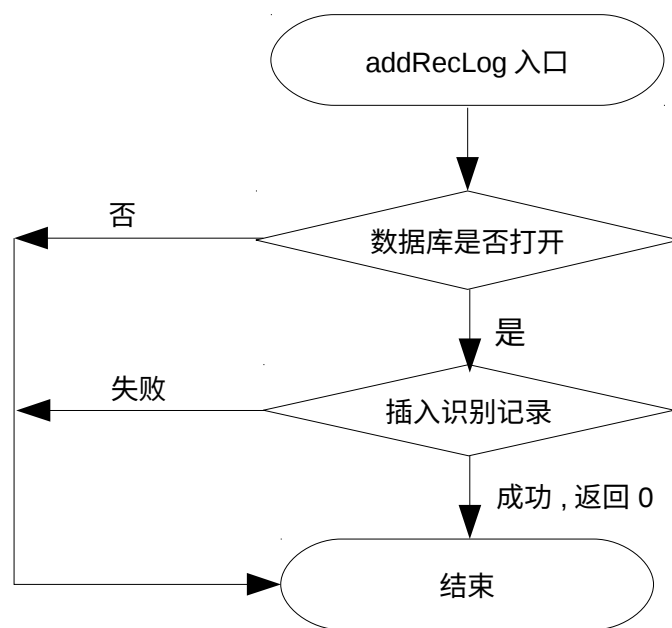 addRecLog 入口
否
数据库是否打开
是
失败
插入识别记录
成功 , 返回 0
结束